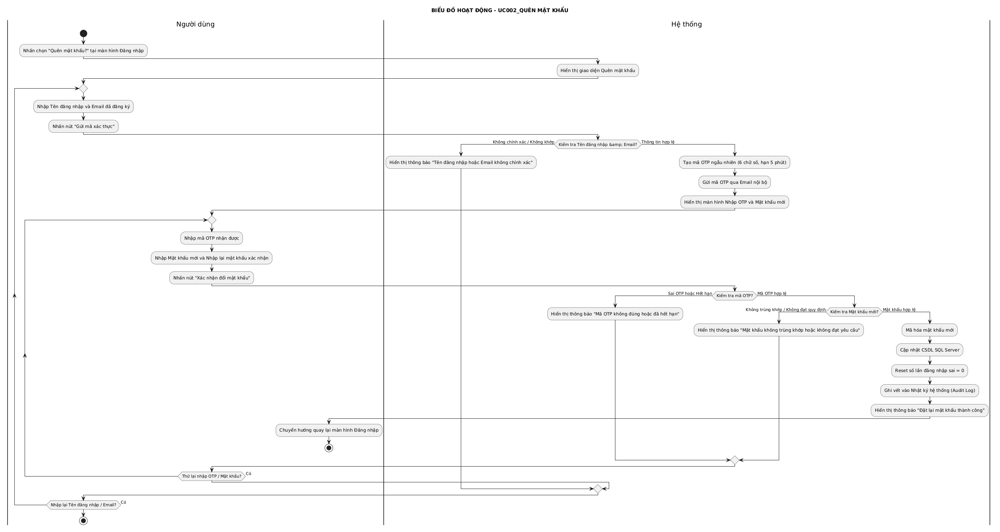 BIỂU ĐỒ HOẠT ĐỘNG - UC002_QUÊN MẬT KHẨU
Người dùng
Hệ thống
Nhấn chọn "Quên mật khẩu?" tại màn hình Đăng nhập
Hiển thị giao diện Quên mật khẩu
Nhập Tên đăng nhập và Email đã đăng ký
Nhấn nút "Gửi mã xác thực"
Không chính xác / Không khớp
Kiểm tra Tên đăng nhập &amp; Email?
Thông tin hợp lệ
Hiển thị thông báo "Tên đăng nhập hoặc Email không chính xác"
Tạo mã OTP ngẫu nhiên (6 chữ số, hạn 5 phút)
Gửi mã OTP qua Email nội bộ
Hiển thị màn hình Nhập OTP và Mật khẩu mới
Nhập mã OTP nhận được
Nhập Mật khẩu mới và Nhập lại mật khẩu xác nhận
Nhấn nút "Xác nhận đổi mật khẩu"
Sai OTP hoặc Hết hạn
Kiểm tra mã OTP?
Mã OTP hợp lệ
Hiển thị thông báo "Mã OTP không đúng hoặc đã hết hạn"
Không trùng khớp / Không đạt quy định
Kiểm tra Mật khẩu mới?
Mật khẩu hợp lệ
Hiển thị thông báo "Mật khẩu không trùng khớp hoặc không đạt yêu cầu"
Mã hóa mật khẩu mới
Cập nhật CSDL SQL Server
Reset số lần đăng nhập sai = 0
Ghi vết vào Nhật ký hệ thống (Audit Log)
Hiển thị thông báo "Đặt lại mật khẩu thành công"
Chuyển hướng quay lại màn hình Đăng nhập
Thử lại nhập OTP / Mật khẩu?
Có
Nhập lại Tên đăng nhập / Email?
Có